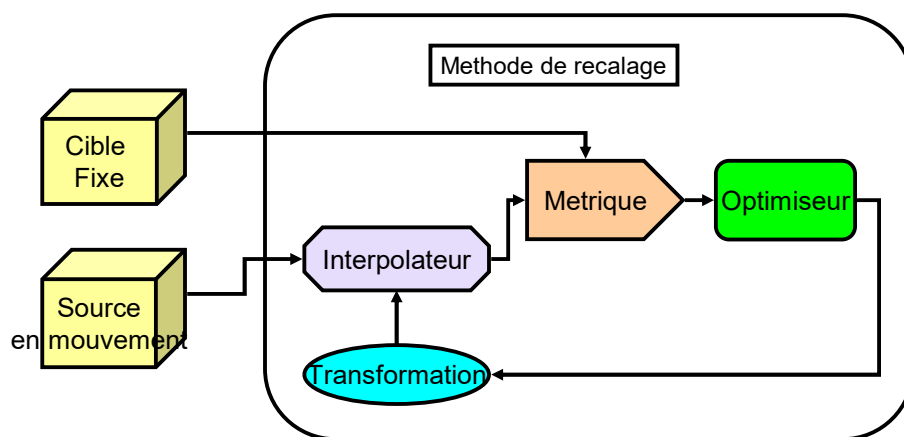 Methode de recalage
Cible
Fixe
Metrique
Optimiseur
Interpolateur
Source
en mouvement
Transformation